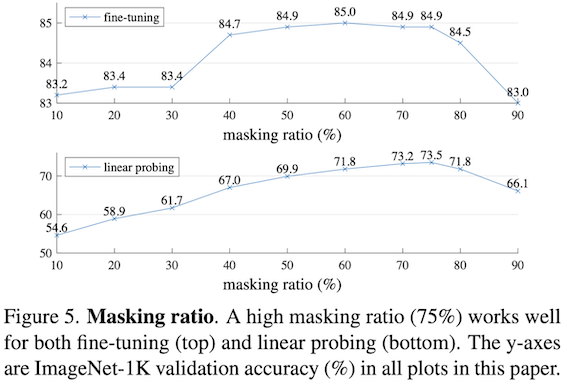 fine-tuning
85
84
83
83.2
83.4
83.4
84.7
84.9
85.0
84.9
84.9
84.5
83.0
10 20 30 40 50 60 70 80 90
masking ratio (%)
linear probing
70
60
50
54.6
58.9
61.7
67.0
69.9
71.8
73.2
73.5
71.8
66.1
10 20 30 40 50 60 70 80 90
masking ratio (%)
Figure 5. Masking ratio. A high masking ratio (75%) works well
for both fine-tuning (top) and linear probing (bottom). The y-axes
are ImageNet-1K validation accuracy (%) in all plots in this paper.